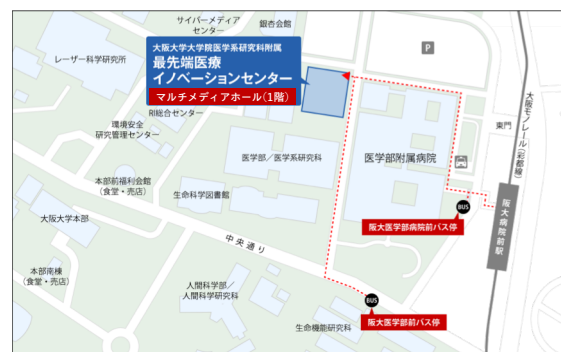 サイバーメディア
センター
銀杏会館
P
レーザー科学研究所
大阪大学大学院医学系研究科附属
最先端医療
イノベーションセンター
マルチメディアホール(1階)
RI総合センター
環境安全
研究管理センター
医学部／医学系研究科
医学部附属病院
東門
大阪モノレール(彩都線)
本部前福利会館
(食堂・売店)
生命科学図書館
大阪大学本部
BUS
阪大医学部病院前バス停
阪大病院前駅
中央通り
本部南棟
(食堂・売店)
人間科学部／
人間科学研究科
BUS
阪大医学部前バス停
生命機能研究科